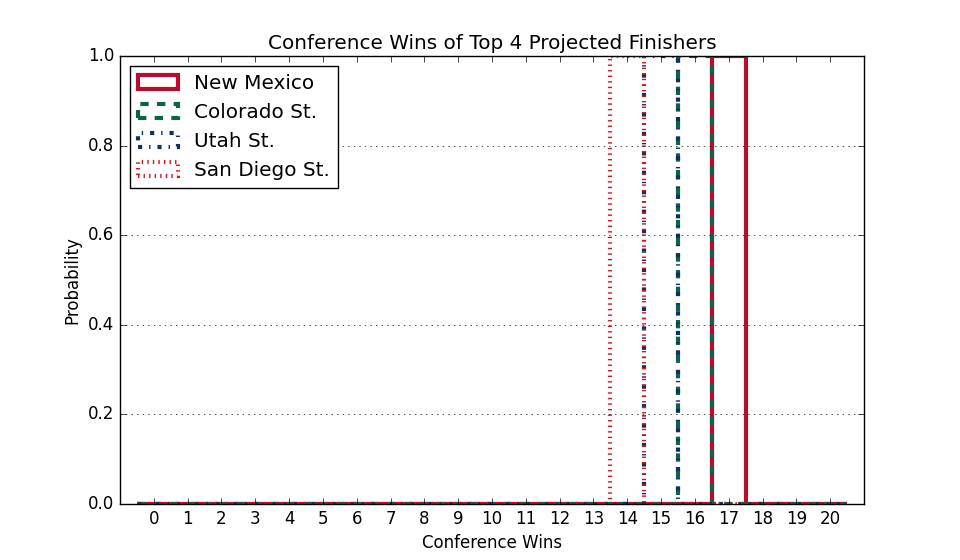 Conference Wins of Top 4 Projected Finishers
1.0
0.8
0.6
0.4
0.2
0.0
Probability
New Mexico
Colorado St.
Utah St.
San Diego St.
0 1 2 3 4 5 6 7 8 9 10 11 12 13 14 15 16 17 18 19 20
Conference Wins